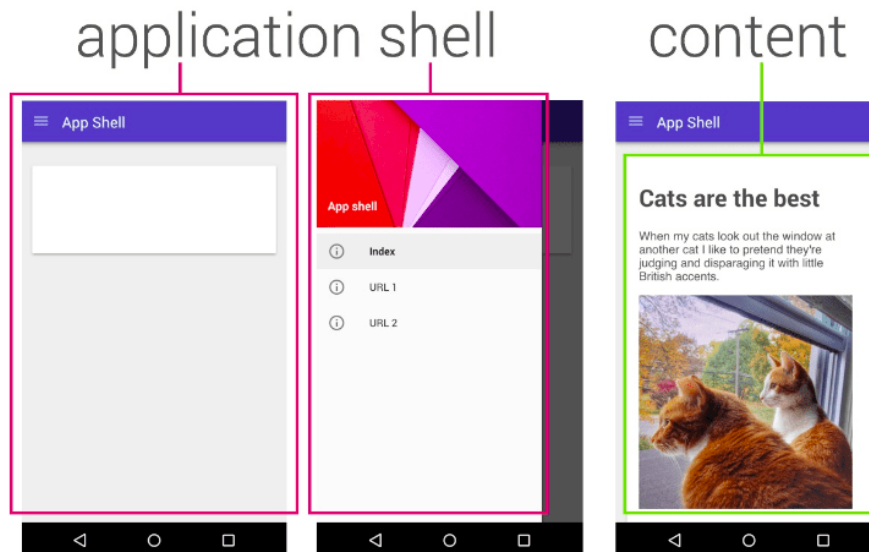 application shell
content
App Shell
App shell
Index
URL 1
URL 2
App Shell
Cats are the best
When my cats look out the window at
another cat I like to pretend they're
judging and disparaging it with little
British accents.